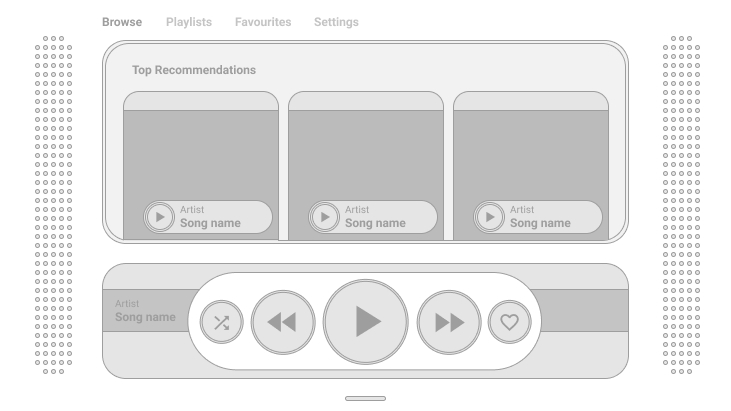 Browse Playlists Favourites Settings
Top Recommendations
Artist
Song name
Artist
Song name
Artist
Song name
Artist
Song name